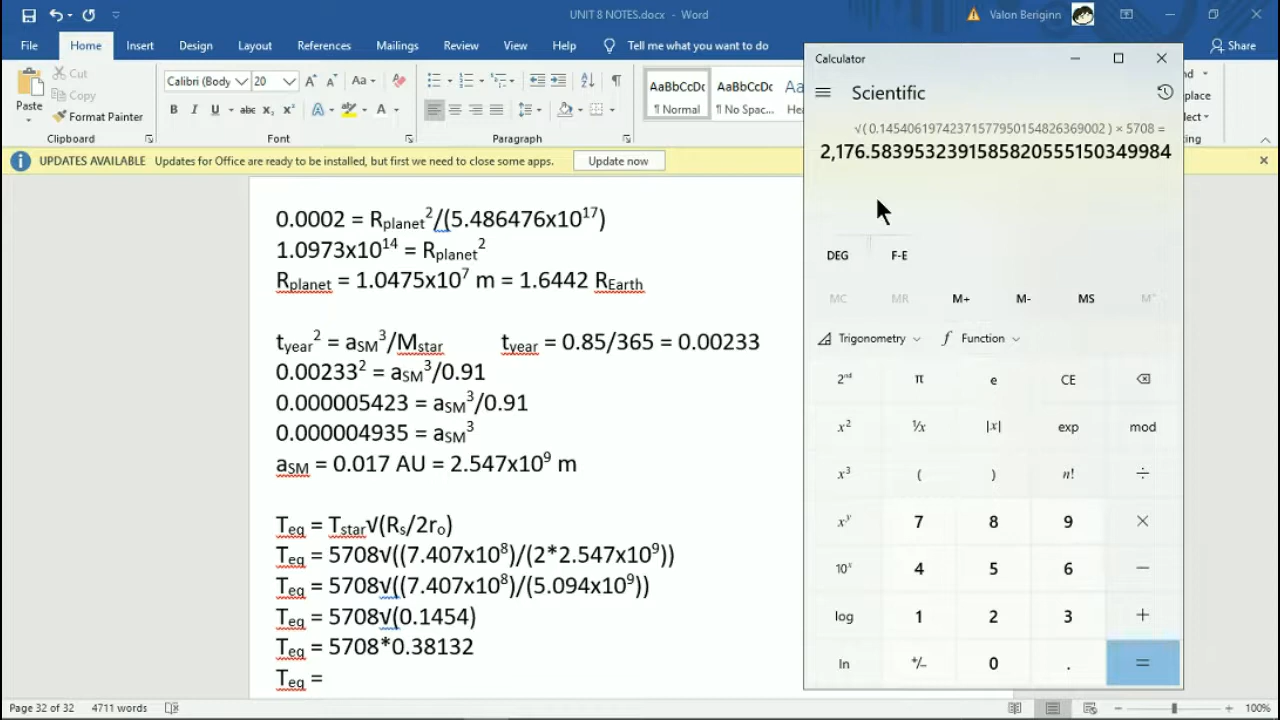 UNIT 8 NOTES.docx - Word
Valon Beriginn
File Home Insert Design Layout References Mailings Review View Help Tell me what you want to do Share
Paste
Cut
Copy
Format Painter
Clipboard
Calibri (Body 20
Font
Paragraph
AaBbCcDc AaBbCcDc
¶ Normal ¶ No Spac...
UPDATES AVAILABLE Updates for Office are ready to be installed, but first we need to close some apps. Update now
0.0002 = Rplanet²/(5.486476x10¹⁷)
1.0973x10¹⁴ = Rplanet²
Rplanet = 1.0475x10⁷ m = 1.6442 REarth
tyear² = aSM³/Mstar tyear = 0.85/365 = 0.00233
0.00233² = aSM³/0.91
0.000005423 = aSM³/0.91
0.000004935 = aSM³
aSM = 0.017 AU = 2.547x10⁹ m
Teq = Tstar√(Rs/2ro)
Teq = 5708√((7.407x10⁸)/(2*2.547x10⁹))
Teq = 5708√((7.407x10⁸)/(5.094x10⁹))
Teq = 5708√(0.1454)
Teq = 5708*0.38132
Teq =
Calculator
Scientific
√( 0.14540619742371577950154826369002 ) × 5708 =
2,176.5839532391585820555150349984
DEG F-E
MC MR M+ M- MS M˅
Trigonometry Function
2ⁿᵈ π e CE
x² ⅟x |x| exp mod
x³ ( ) n! ÷
xʸ 7 8 9 ×
10ˣ 4 5 6 −
log 1 2 3 +
ln +/− 0 . =
Page 32 of 32 4711 words 100%